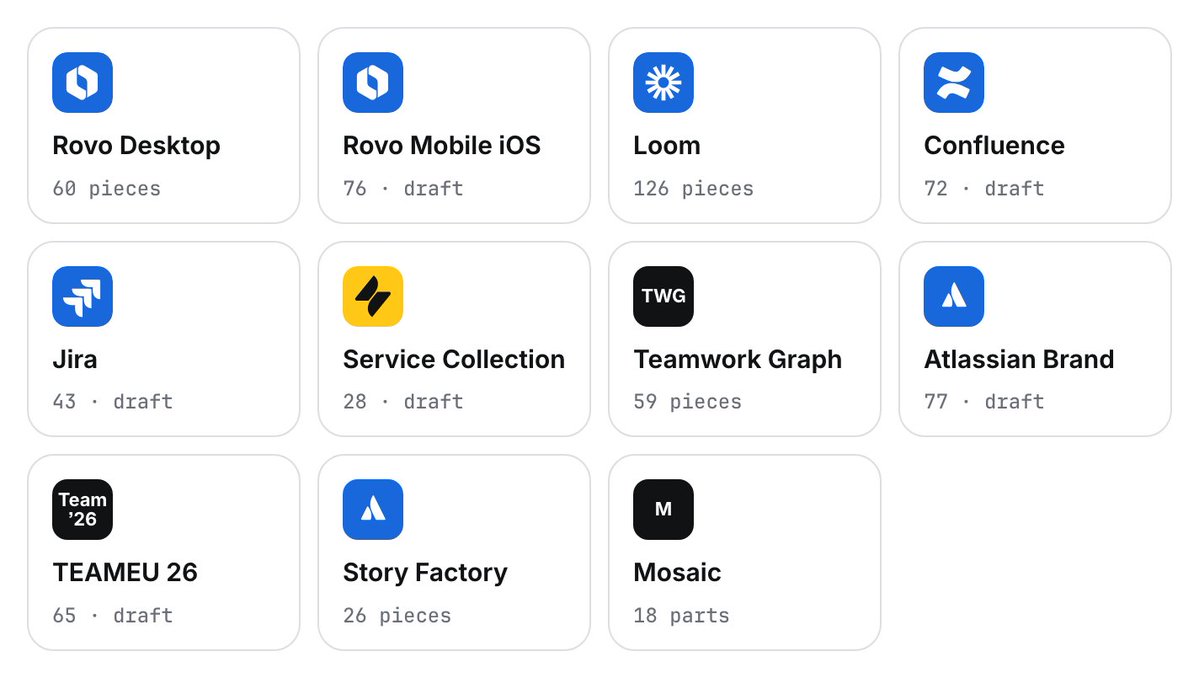 Rovo Desktop
60 pieces
Rovo Mobile iOS
76 · draft
Loom
126 pieces
Confluence
72 · draft
Jira
43 · draft
Service Collection
28 · draft
TWG
Teamwork Graph
59 pieces
Atlassian Brand
77 · draft
Team
’26
TEAMEU 26
65 · draft
Story Factory
26 pieces
M
Mosaic
18 parts